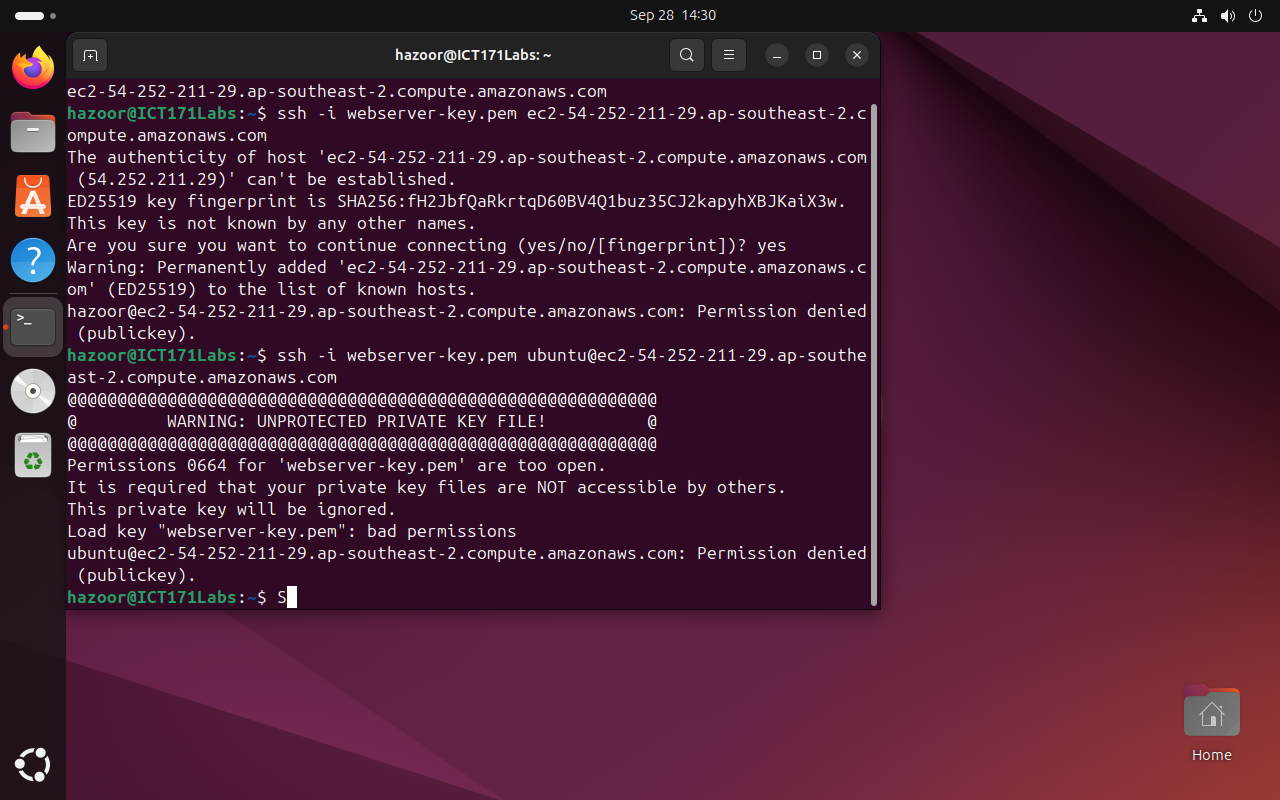 Sep 28 14:30
hazoor@ICT171Labs: ~
ec2-54-252-211-29.ap-southeast-2.compute.amazonaws.com
hazoor@ICT171Labs:~$ ssh -i webserver-key.pem ec2-54-252-211-29.ap-southeast-2.c
ompute.amazonaws.com
The authenticity of host 'ec2-54-252-211-29.ap-southeast-2.compute.amazonaws.com
 (54.252.211.29)' can't be established.
ED25519 key fingerprint is SHA256:fH2JbfQaRkrtqD60BV4Q1buz35CJ2kapyhXBJKaiX3w.
This key is not known by any other names.
Are you sure you want to continue connecting (yes/no/[fingerprint])? yes
Warning: Permanently added 'ec2-54-252-211-29.ap-southeast-2.compute.amazonaws.c
om' (ED25519) to the list of known hosts.
hazoor@ec2-54-252-211-29.ap-southeast-2.compute.amazonaws.com: Permission denied
 (publickey).
hazoor@ICT171Labs:~$ ssh -i webserver-key.pem ubuntu@ec2-54-252-211-29.ap-southe
ast-2.compute.amazonaws.com
@@@@@@@@@@@@@@@@@@@@@@@@@@@@@@@@@@@@@@@@@@@@@@@@@@@@@@@@@@@
@         WARNING: UNPROTECTED PRIVATE KEY FILE!          @
@@@@@@@@@@@@@@@@@@@@@@@@@@@@@@@@@@@@@@@@@@@@@@@@@@@@@@@@@@@
Permissions 0664 for 'webserver-key.pem' are too open.
It is required that your private key files are NOT accessible by others.
This private key will be ignored.
Load key "webserver-key.pem": bad permissions
ubuntu@ec2-54-252-211-29.ap-southeast-2.compute.amazonaws.com: Permission denied
 (publickey).
hazoor@ICT171Labs:~$ S
Home